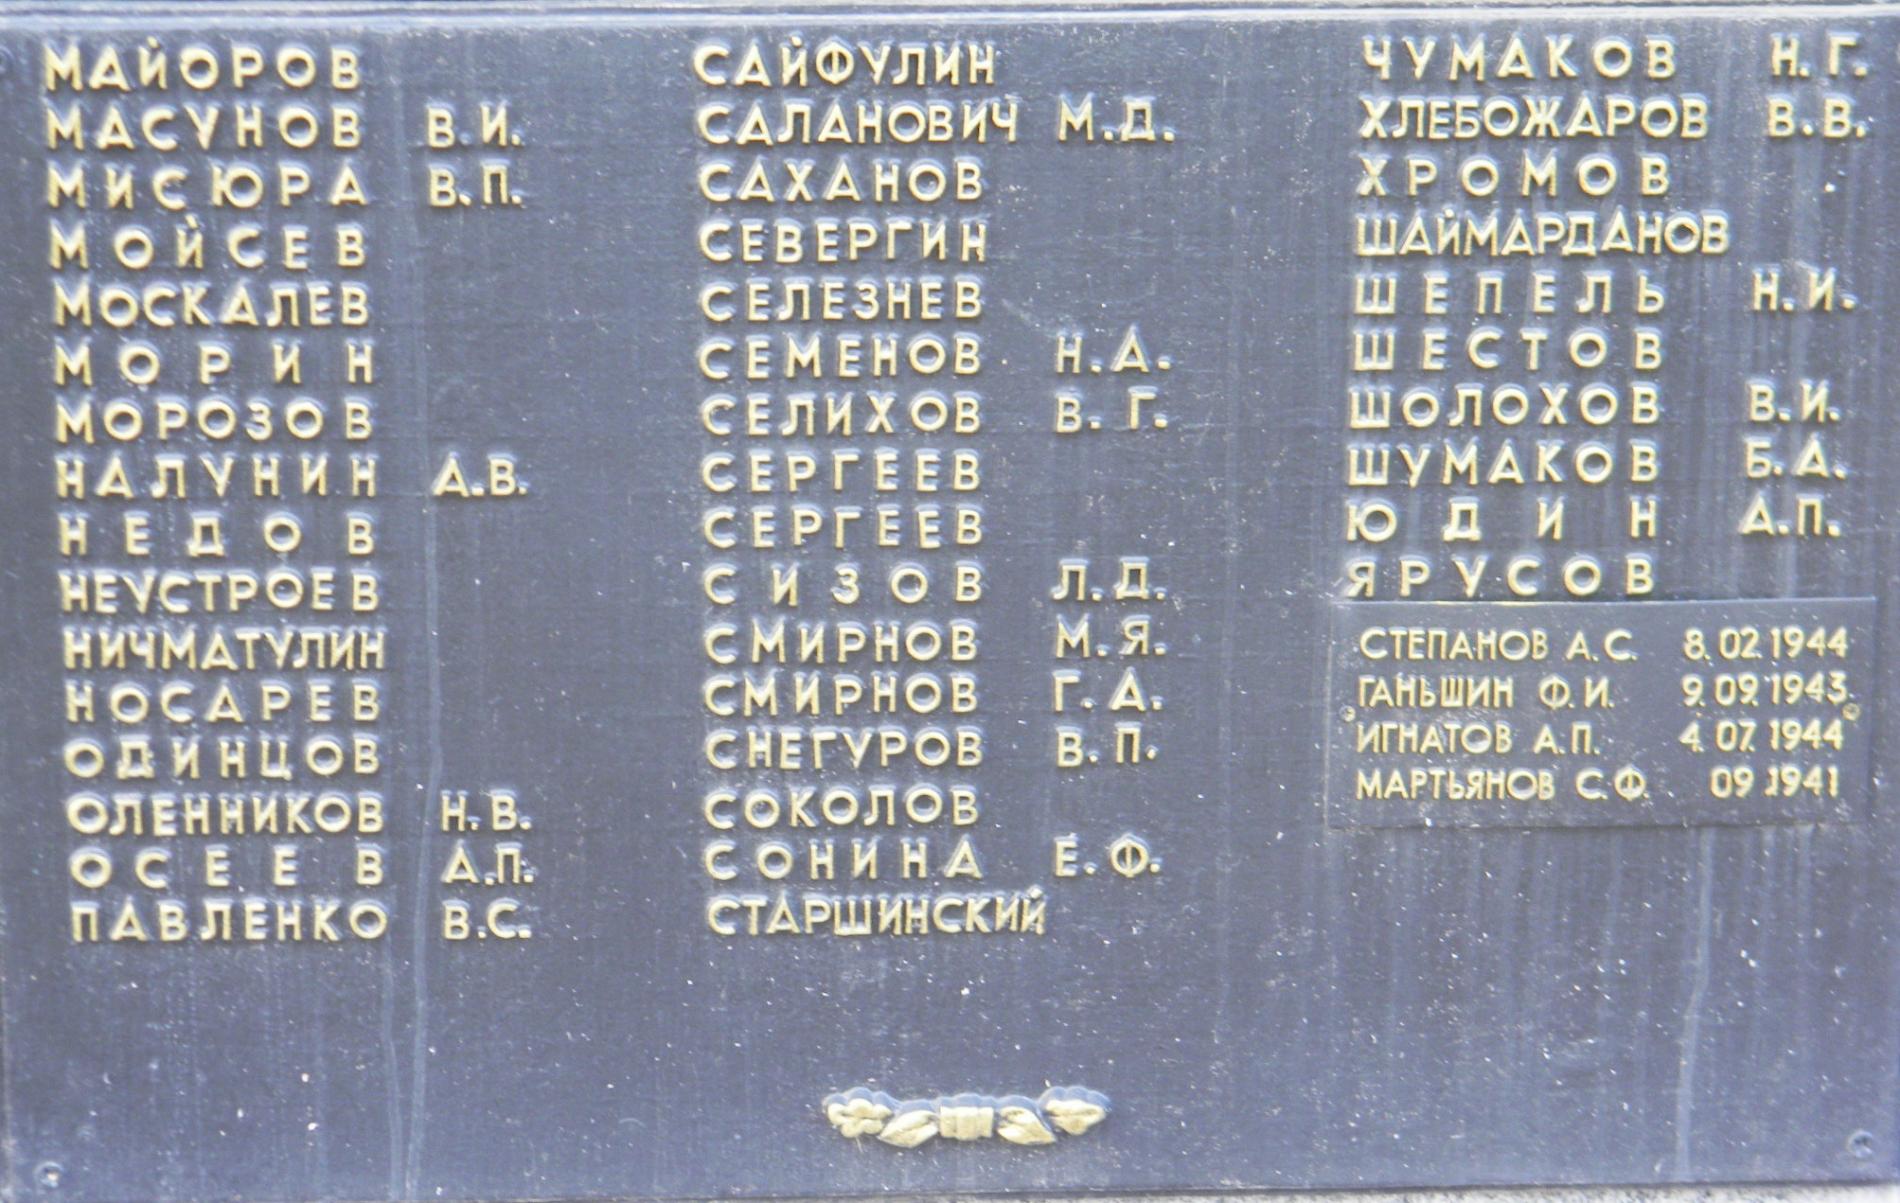 МАЙОРОВ
МАСУНОВ В.И.
МИСЮРА В.П.
МОЙСЕВ
МОСКАЛЕВ
МОРИН
МОРОЗОВ
НАЛУНИН А.В.
НЕДОВ
НЕУСТРОЕВ
НИЧМАТУЛИН
НОСАРЕВ
ОДИНЦОВ
ОЛЕННИКОВ Н.В.
ОСЕЕВ А.П.
ПАВЛЕНКО В.С.
САЙФУЛИН
САЛАНОВИЧ М.Д.
САХАНОВ
СЕВЕРГИН
СЕЛЕЗНЕВ
СЕМЕНОВ Н.А.
СЕЛИХОВ В.Г.
СЕРГЕЕВ
СЕРГЕЕВ
СИЗОВ Л.Д.
СМИРНОВ М.Я.
СМИРНОВ Г.А.
СНЕГУРОВ В.П.
СОКОЛОВ
СОНИНА Е.Ф.
СТАРШИНСКИЙ
ЧУМАКОВ Н.Г.
ХЛЕБОЖАРОВ В.В.
ХРОМОВ .
ШАЙМАРДАНОВ
ШЕПЕЛЬ Н.И.
ШЕСТОВ
ШОЛОХОВ В.И.
ШУМАКОВ Б.А.
ЮДИН А.П.
ЯРУСОВ
СТЕПАНОВ А.С. 8.02.1944
ГАНЬШИН Ф.И. 9.09.1943.
ИГНАТОВ А.П. 4.07.1944
МАРТЬЯНОВ С.Ф. 09.1941